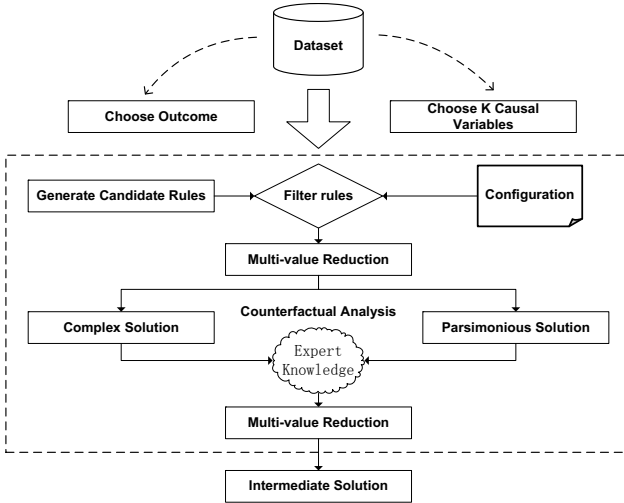 Dataset
Choose Outcome
Choose K Causal
Variables
Generate Candidate Rules
Filter rules
Configuration
Multi-value Reduction
Counterfactual Analysis
Complex Solution
Parsimonious Solution
Expert
Knowledge
Multi-value Reduction
Intermediate Solution